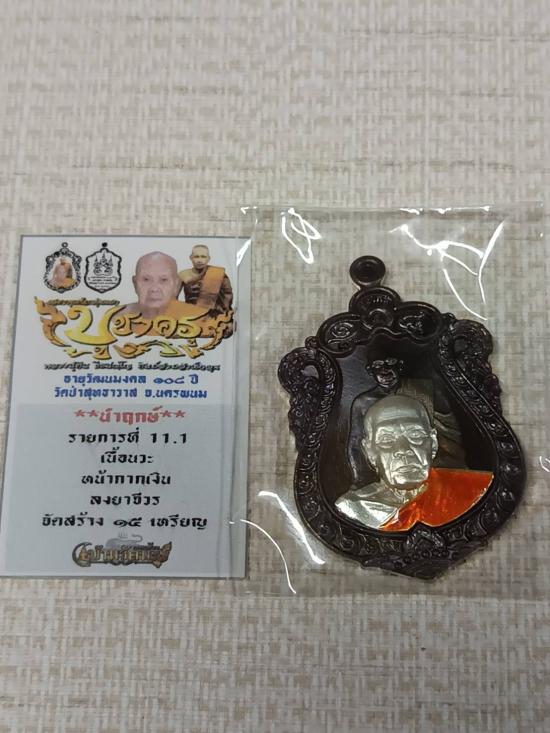 บูชาครู
อายุวัฒนมงคล ๑๐๘ ปี
วัดป่าสุทธาวาส จ.นครพนม
**นำฤกษ์**
รายการที่ 11.1
เนื้อนวะ
หน้ากากเงิน
ลงยาจีวร
จัดสร้าง ๑๕ เหรียญ